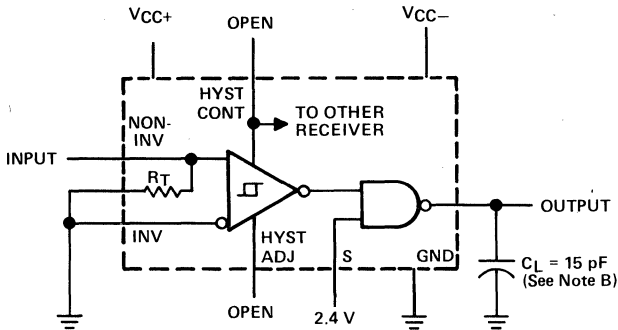 VCC+
OPEN
VCC−
HYST
CONT
TO OTHER
RECEIVER
NON-
INV
INPUT
RT
OUTPUT
INV
HYST
ADJ
S
GND
CL = 15 pF
(See Note B)
OPEN
2.4 V